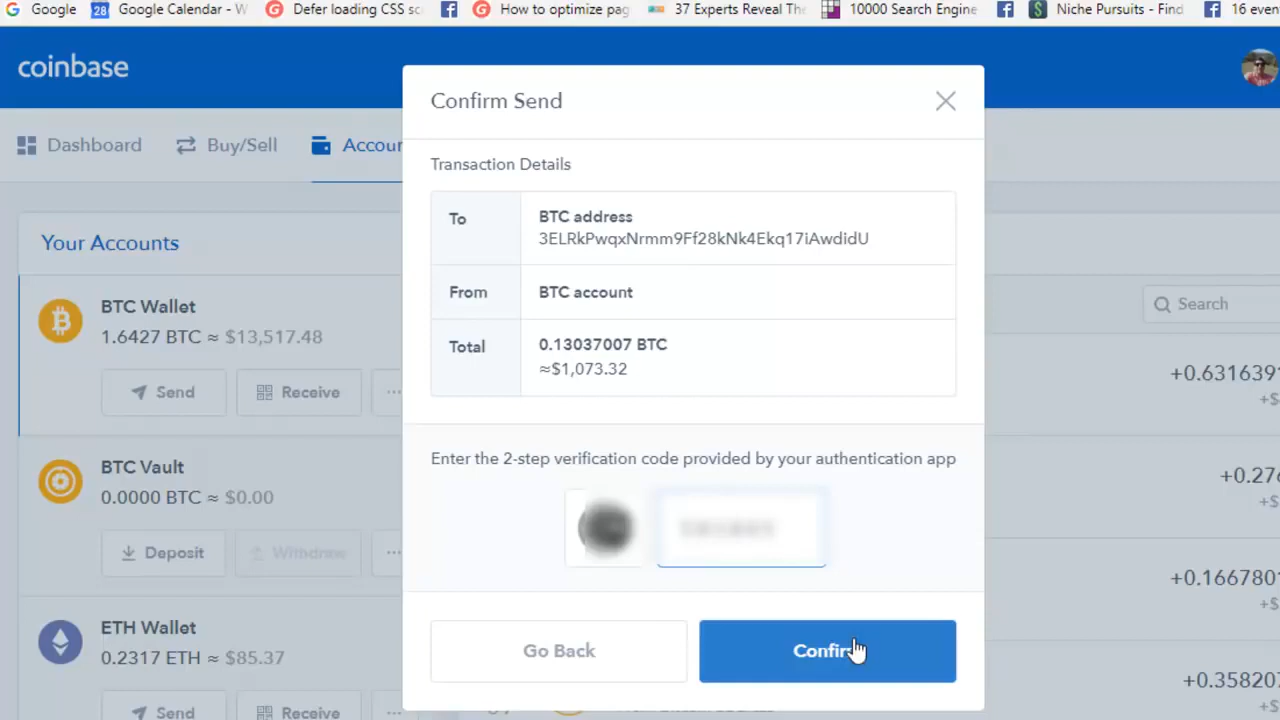 Google
28 Google Calendar - W
Defer loading CSS sc
How to optimize pag
37 Experts Reveal The
10000 Search Engine
Niche Pursuits - Find
16 even
coinbase
Dashboard
Buy/Sell
Accour
Your Accounts
BTC Wallet
1.6427 BTC ≈ $13,517.48
Send
Receive
BTC Vault
0.0000 BTC ≈ $0.00
Deposit
Withdraw
ETH Wallet
0.2317 ETH ≈ $85.37
Send
Receive
Confirm Send
Transaction Details
To
BTC address
3ELRkPwqxNrmm9Ff28kNk4Ekq17iAwdidU
From
BTC account
Total
0.13037007 BTC
≈$1,073.32
Enter the 2-step verification code provided by your authentication app
Go Back
Confirm
Search
+0.631639
+$
+0.276
+$
+0.1667801
+$
+0.358207